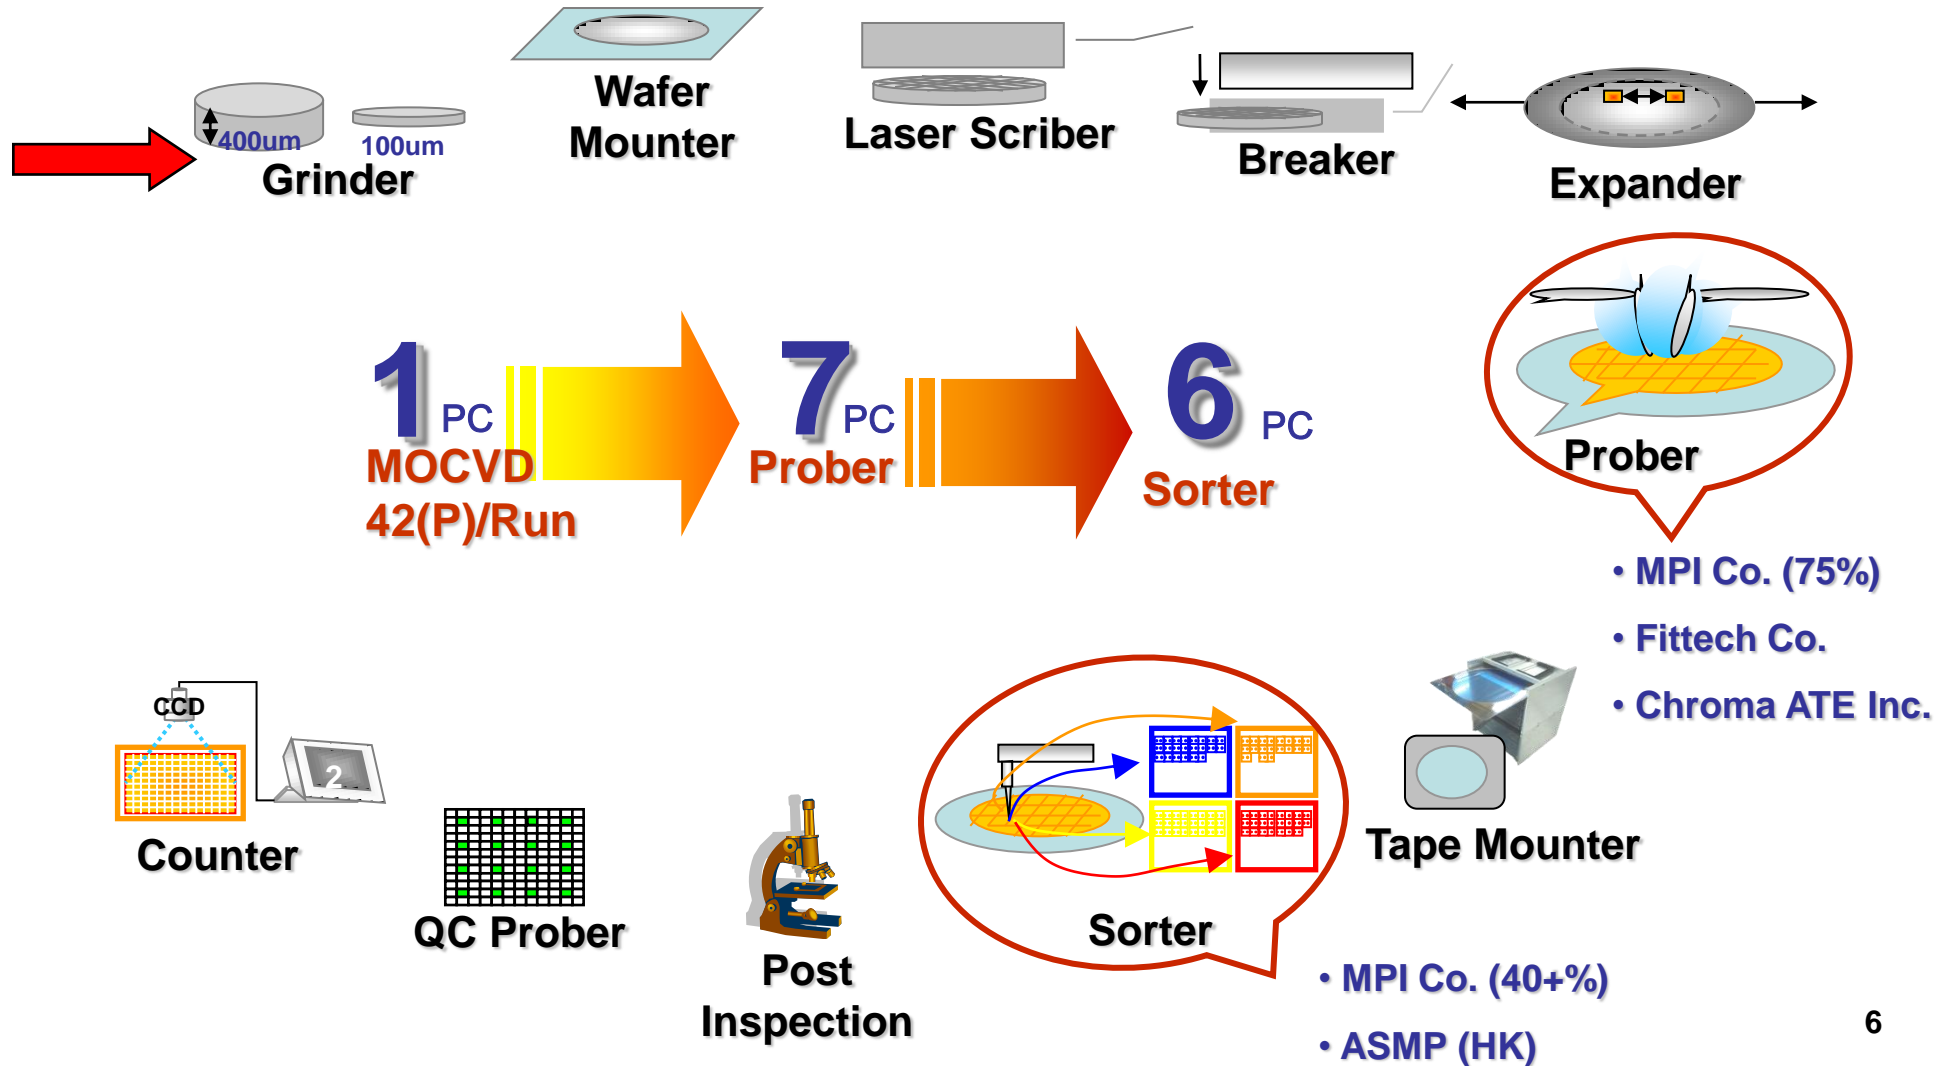 400um
100um
Grinder
Wafer
Mounter
Laser Scriber
Breaker
Expander
1 PC
MOCVD
42(P)/Run
7 PC
Prober
6 PC
Sorter
Prober
• MPI Co. (75%)
• Fittech Co.
• Chroma ATE Inc.
CCD
2
Counter
QC Prober
Post
Inspection
Sorter
Tape Mounter
• MPI Co. (40+%)
• ASMP (HK)
6